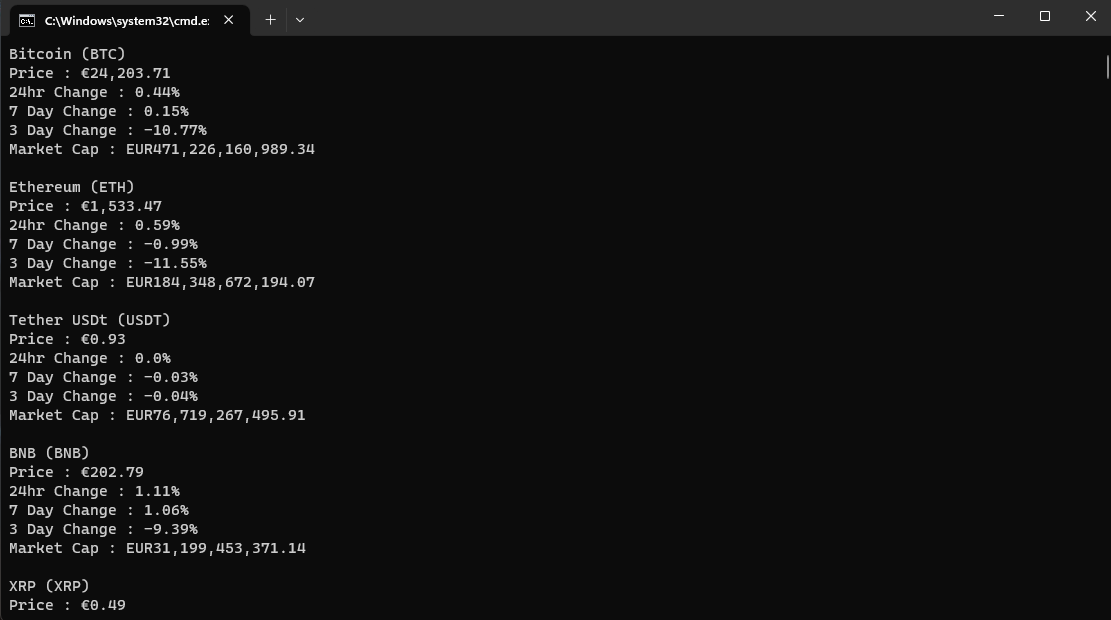 C:\Windows\system32\cmd.e
Bitcoin (BTC)
Price : €24,203.71
24hr Change : 0.44%
7 Day Change : 0.15%
3 Day Change : -10.77%
Market Cap : EUR471,226,160,989.34
Ethereum (ETH)
Price : €1,533.47
24hr Change : 0.59%
7 Day Change : -0.99%
3 Day Change : -11.55%
Market Cap : EUR184,348,672,194.07
Tether USDt (USDT)
Price : €0.93
24hr Change : 0.0%
7 Day Change : -0.03%
3 Day Change : -0.04%
Market Cap : EUR76,719,267,495.91
BNB (BNB)
Price : €202.79
24hr Change : 1.11%
7 Day Change : 1.06%
3 Day Change : -9.39%
Market Cap : EUR31,199,453,371.14
XRP (XRP)
Price : €0.49